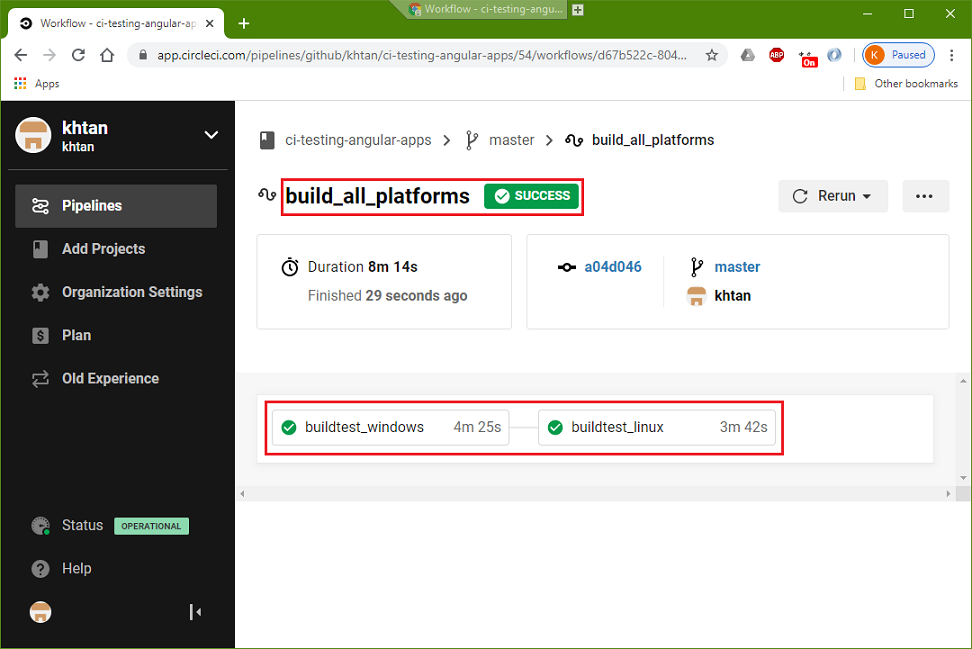 Workflow - ci-testing-angular-ap
Workflow - ci-testing-angu...
app.circleci.com/pipelines/github/khtan/ci-testing-angular-apps/54/workflows/d67b522c-804...
ABP
On
K Paused
Apps
Other bookmarks
khtan
khtan
Pipelines
Add Projects
Organization Settings
$ Plan
Old Experience
Status OPERATIONAL
? Help
ci-testing-angular-apps > master > build_all_platforms
build_all_platforms SUCCESS
Rerun
Duration 8m 14s
Finished 29 seconds ago
a04d046
master
khtan
buildtest_windows 4m 25s
buildtest_linux 3m 42s